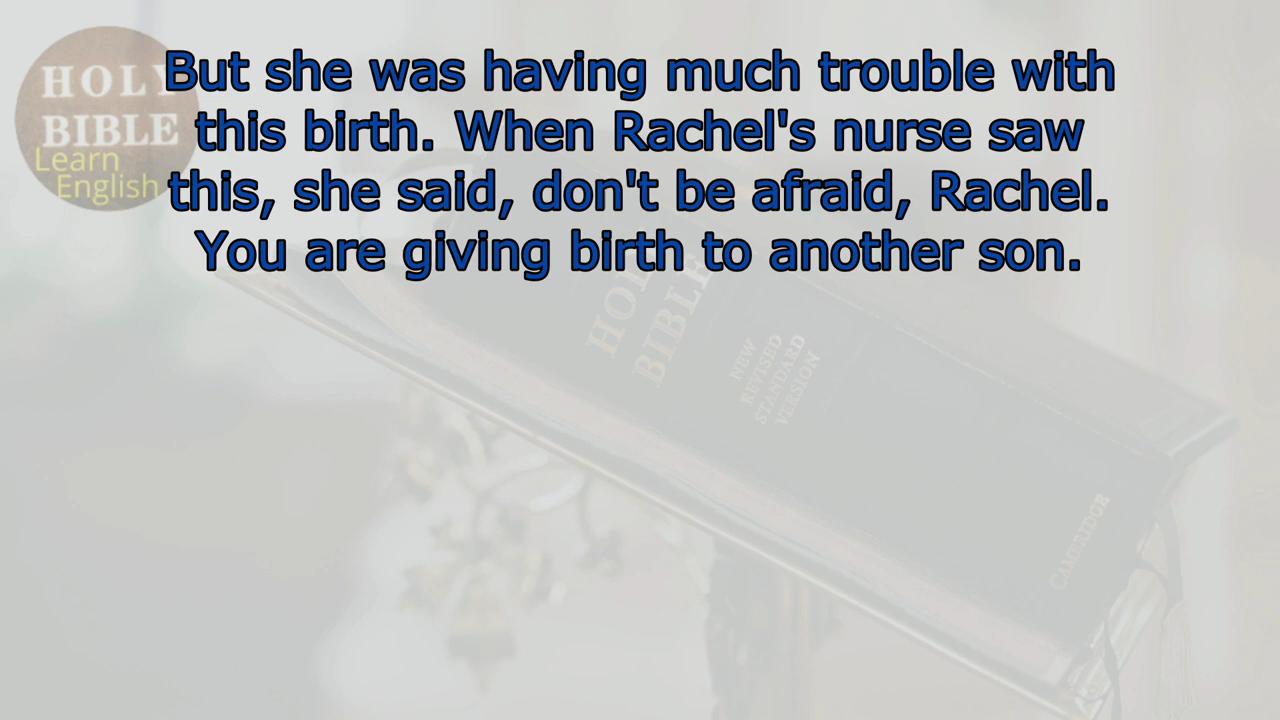 HOLY
BIBLE
Learn
English
But she was having much trouble with
this birth. When Rachel's nurse saw
this, she said, don't be afraid, Rachel.
You are giving birth to another son.
HOLY
BIBLE
NEW
REVISED
STANDARD
VERSION
CAMBRIDGE